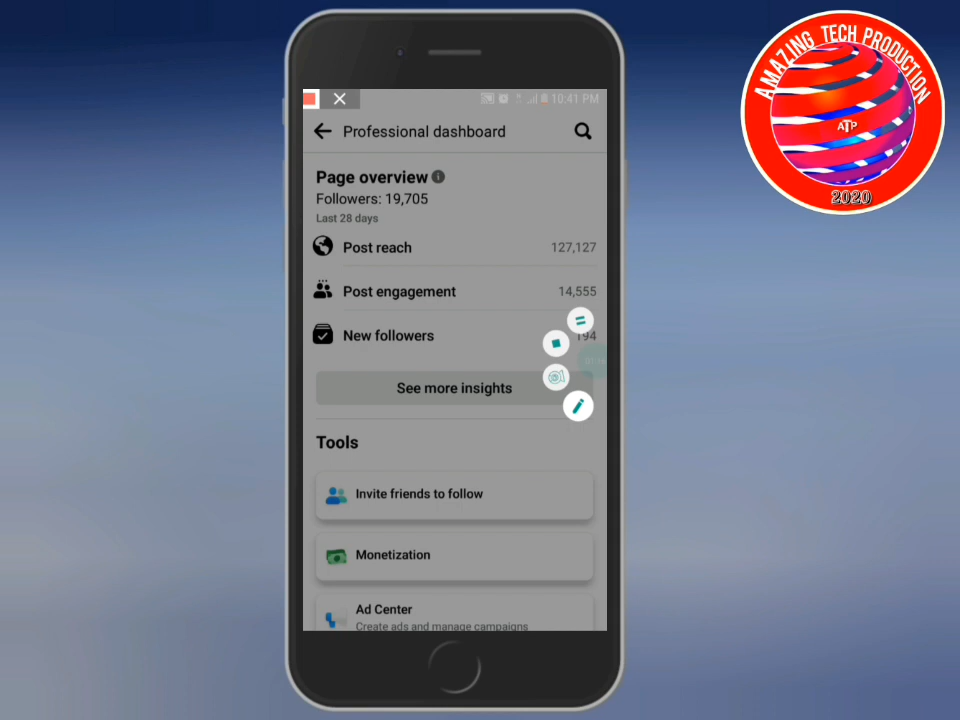 10:41 PM
Professional dashboard
Page overview
Followers: 19,705
Last 28 days
Post reach 127,127
Post engagement 14,555
New followers 194
See more insights
Tools
Invite friends to follow
Monetization
Ad Center
Create ads and manage campaigns
AMAZING TECH PRODUCTION
ATP
2020